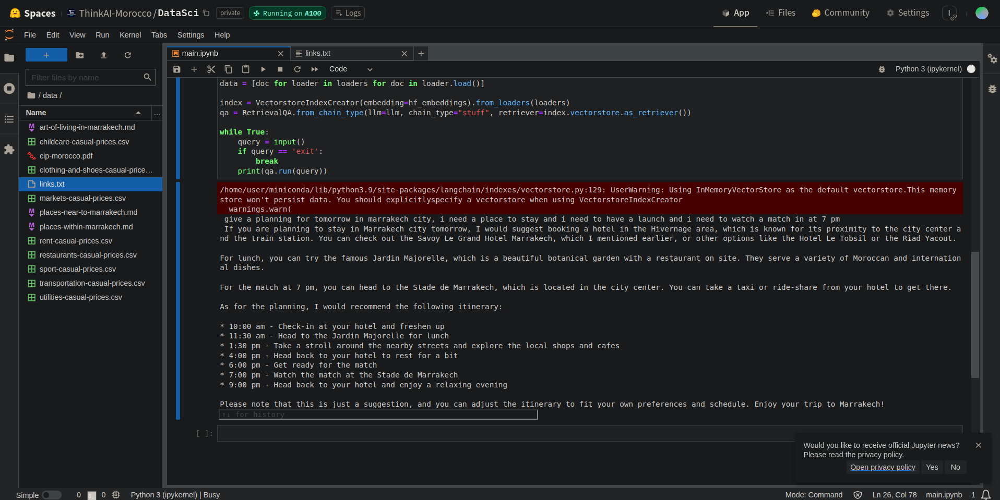 Spaces
ThinkAI-Morocco/DataSci
private
Running on A100
Logs
App
Files
Community
Settings
File Edit View Run Kernel Tabs Settings Help
main.ipynb
links.txt
Filter files by name
Code
Python 3 (ipykernel)
/ data /
Name
...
art-of-living-in-marrakech.md
childcare-casual-prices.csv
cip-morocco.pdf
clothing-and-shoes-casual-price…
links.txt
markets-casual-prices.csv
places-near-to-marrakech.md
places-within-marrakech.md
rent-casual-prices.csv
restaurants-casual-prices.csv
sport-casual-prices.csv
transportation-casual-prices.csv
utilities-casual-prices.csv
data = [doc for loader in loaders for doc in loader.load()]
index = VectorstoreIndexCreator(embedding=hf_embeddings).from_loaders(loaders)
qa = RetrievalQA.from_chain_type(llm=llm, chain_type="stuff", retriever=index.vectorstore.as_retriever())
while True:
    query = input()
    if query == 'exit':
        break
    print(qa.run(query))
/home/user/miniconda/lib/python3.9/site-packages/langchain/indexes/vectorstore.py:129: UserWarning: Using InMemoryVectorStore as the default vectorstore.This memory
store won't persist data. You should explicitlyspecify a vectorstore when using VectorstoreIndexCreator
  warnings.warn(
give a planning for tomorrow in marrakech city, i need a place to stay and i need to have a launch and i need to watch a match in at 7 pm
If you are planning to stay in Marrakech city tomorrow, I would suggest booking a hotel in the Hivernage area, which is known for its proximity to the city center a
nd the train station. You can check out the Savoy Le Grand Hotel Marrakech, which I mentioned earlier, or other options like the Hotel Le Tobsil or the Riad Yacout.
For lunch, you can try the famous Jardin Majorelle, which is a beautiful botanical garden with a restaurant on site. They serve a variety of Moroccan and internation
al dishes.
For the match at 7 pm, you can head to the Stade de Marrakech, which is located in the city center. You can take a taxi or ride-share from your hotel to get there.
As for the planning, I would recommend the following itinerary:
* 10:00 am - Check-in at your hotel and freshen up
* 11:30 am - Head to the Jardin Majorelle for lunch
* 1:30 pm - Take a stroll around the nearby streets and explore the local shops and cafes
* 4:00 pm - Head back to your hotel to rest for a bit
* 6:00 pm - Get ready for the match
* 7:00 pm - Watch the match at the Stade de Marrakech
* 9:00 pm - Head back to your hotel and enjoy a relaxing evening
Please note that this is just a suggestion, and you can adjust the itinerary to fit your own preferences and schedule. Enjoy your trip to Marrakech!
↑↓ for history
[ ]:
Would you like to receive official Jupyter news?
Please read the privacy policy.
Open privacy policy Yes No
Simple 0 0 Python 3 (ipykernel) | Busy
Mode: Command Ln 26, Col 78 main.ipynb 1